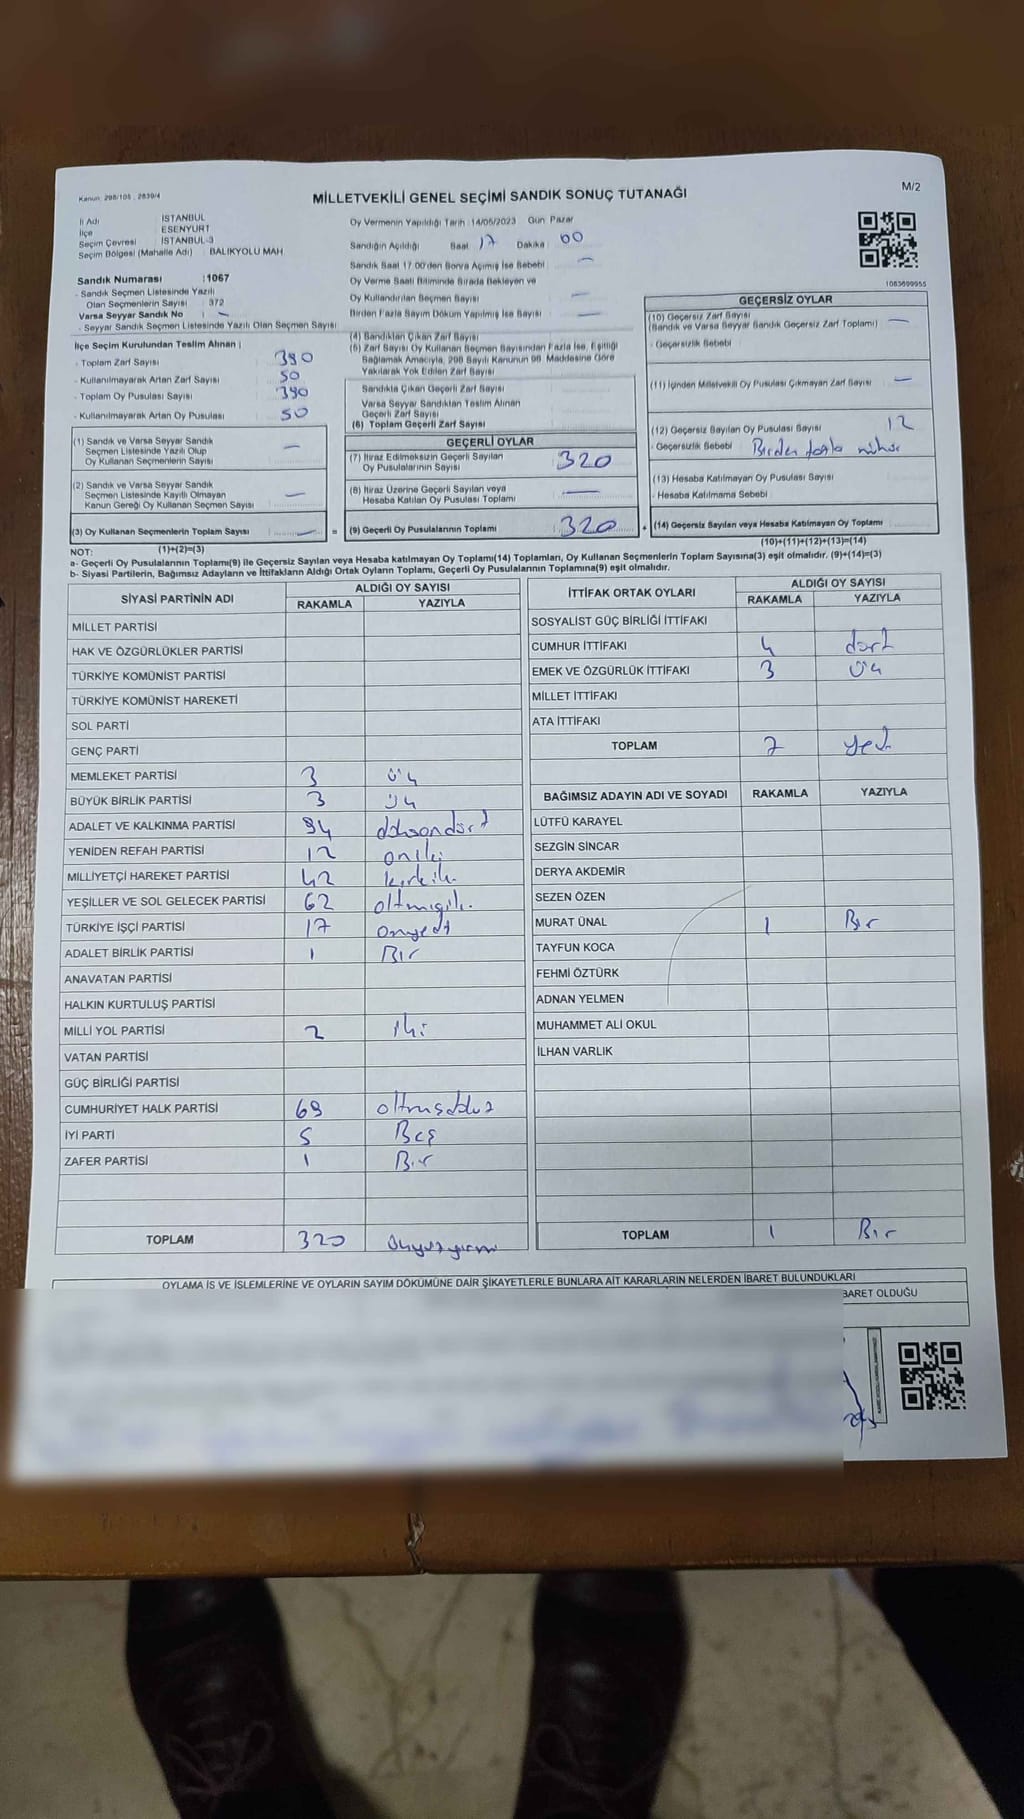 Kanun: 298/105 : 2839/4
MİLLETVEKİLİ GENEL SEÇİMİ SANDIK SONUÇ TUTANAĞI
M/2
İl Adı : İSTANBUL
İlçe : ESENYURT
Seçim Çevresi : İSTANBUL-3
Seçim Bölgesi (Mahalle Adı) : BALIKYOLU MAH
Sandık Numarası :1067
- Sandık Seçmen Listesinde Yazılı
Olan Seçmenlerin Sayısı : 372
Varsa Seyyar Sandık No : —
- Seyyar Sandık Seçmen Listesinde Yazılı Olan Seçmen Sayısı
Oy Vermenin Yapıldığı Tarih :14/05/2023 Gün: Pazar
Sandığın Açıldığı Saat 17 Dakika : 00
Sandık Saat 17.00'den Sonra Açılmış İse Sebebi : —
Oy Verme Saati Bitiminde Sırada Bekleyen ve
Oy Kullandırılan Seçmen Sayısı —
Birden Fazla Sayım Döküm Yapılmış İse Sayısı : —
1083699955
İlçe Seçim Kurulundan Teslim Alınan ;
- Toplam Zarf Sayısı 390
- Kullanılmayarak Artan Zarf Sayısı 50
- Toplam Oy Pusulası Sayısı 390
- Kullanılmayarak Artan Oy Pusulası 50
(1) Sandık ve Varsa Seyyar Sandık
Seçmen Listesinde Yazılı Olup
Oy Kullanan Seçmenlerin Sayısı —
(2) Sandık ve Varsa Seyyar Sandık
Seçmen Listesinde Kayıtlı Olmayan
Kanun Gereği Oy Kullanan Seçmen Sayısı —
(3) Oy Kullanan Seçmenlerin Toplam Sayısı — =
(4) Sandıktan Çıkan Zarf Sayısı
(5) Zarf Sayısı Oy Kullanan Seçmen Sayısından Fazla İse, Eşitliği
Bağlamak Amacıyla, 298 Sayılı Kanunun 98. Maddesine Göre
Yakılarak Yok Edilen Zarf Sayısı
Sandıkta Çıkan Geçerli Zarf Sayısı
Varsa Seyyar Sandıktan Teslim Alınan
Geçerli Zarf Sayısı
(6) Toplam Geçerli Zarf Sayısı
GEÇERLİ OYLAR
(7) İtiraz Edilmeksizin Geçerli Sayılan
Oy Pusulalarının Sayısı 320
(8) İtiraz Üzerine Geçerli Sayılan veya
Hesaba Katılan Oy Pusulası Toplamı —
(9) Geçerli Oy Pusulalarının Toplamı 320 +
GEÇERSİZ OYLAR
(10) Geçersiz Zarf Sayısı
(Sandık ve Varsa Seyyar Sandık Geçersiz Zarf Toplamı) —
- Geçersizlik Sebebi
(11) İçinden Milletvekili Oy Pusulası Çıkmayan Zarf Sayısı —
(12) Geçersiz Sayılan Oy Pusulası Sayısı 12
- Geçersizlik Sebebi Birden fazla mühür
(13) Hesaba Katılmayan Oy Pusulası Sayısı
- Hesaba Katılmama Sebebi
(14) Geçersiz Sayılan veya Hesaba Katılmayan Oy Toplamı
NOT: (1)+(2)=(3) (10)+(11)+(12)+(13)=(14)
a- Geçerli Oy Pusulalarının Toplamı(9) ile Geçersiz Sayılan veya Hesaba katılmayan Oy Toplamı(14) Toplamları, Oy Kullanan Seçmenlerin Toplam Sayısına(3) eşit olmalıdır. (9)+(14)=(3)
b- Siyasi Partilerin, Bağımsız Adayların ve İttifakların Aldığı Ortak Oyların Toplamı, Geçerli Oy Pusulalarının Toplamına(9) eşit olmalıdır.
SİYASİ PARTİNİN ADI ALDIĞI OY SAYISI
RAKAMLA YAZIYLA
MİLLET PARTİSİ
HAK VE ÖZGÜRLÜKLER PARTİSİ
TÜRKİYE KOMÜNİST PARTİSİ
TÜRKİYE KOMÜNİST HAREKETİ
SOL PARTİ
GENÇ PARTİ
MEMLEKET PARTİSİ 3 üç
BÜYÜK BİRLİK PARTİSİ 3 üç
ADALET VE KALKINMA PARTİSİ 94 doksandört
YENİDEN REFAH PARTİSİ 12 oniki
MİLLİYETÇİ HAREKET PARTİSİ 42 kırkiki
YEŞİLLER VE SOL GELECEK PARTİSİ 62 altmışiki
TÜRKİYE İŞÇİ PARTİSİ 17 onyedi
ADALET BİRLİK PARTİSİ 1 Bir
ANAVATAN PARTİSİ
HALKIN KURTULUŞ PARTİSİ
MİLLİ YOL PARTİSİ 2 iki
VATAN PARTİSİ
GÜÇ BİRLİĞİ PARTİSİ
CUMHURİYET HALK PARTİSİ 69 altmışdokuz
İYİ PARTİ 5 Beş
ZAFER PARTİSİ 1 Bir
TOPLAM 320 üçyüzyirmi
İTTİFAK ORTAK OYLARI ALDIĞI OY SAYISI
RAKAMLA YAZIYLA
SOSYALİST GÜÇ BİRLİĞİ İTTİFAKI
CUMHUR İTTİFAKI 4 dört
EMEK VE ÖZGÜRLÜK İTTİFAKI 3 üç
MİLLET İTTİFAKI
ATA İTTİFAKI
TOPLAM 7 yedi
BAĞIMSIZ ADAYIN ADI VE SOYADI RAKAMLA YAZIYLA
LÜTFÜ KARAYEL
SEZGİN SİNCAR
DERYA AKDEMİR
SEZEN ÖZEN
MURAT ÜNAL 1 Bir
TAYFUN KOCA
FEHMİ ÖZTÜRK
ADNAN YELMEN
MUHAMMET ALİ OKUL
İLHAN VARLIK
TOPLAM 1 Bir
OYLAMA İŞ VE İŞLEMLERİNE VE OYLARIN SAYIM DÖKÜMÜNE DAİR ŞİKAYETLERLE BUNLARA AİT KARARLARIN NELERDEN İBARET BULUNDUKLARI
BARET OLDUĞU